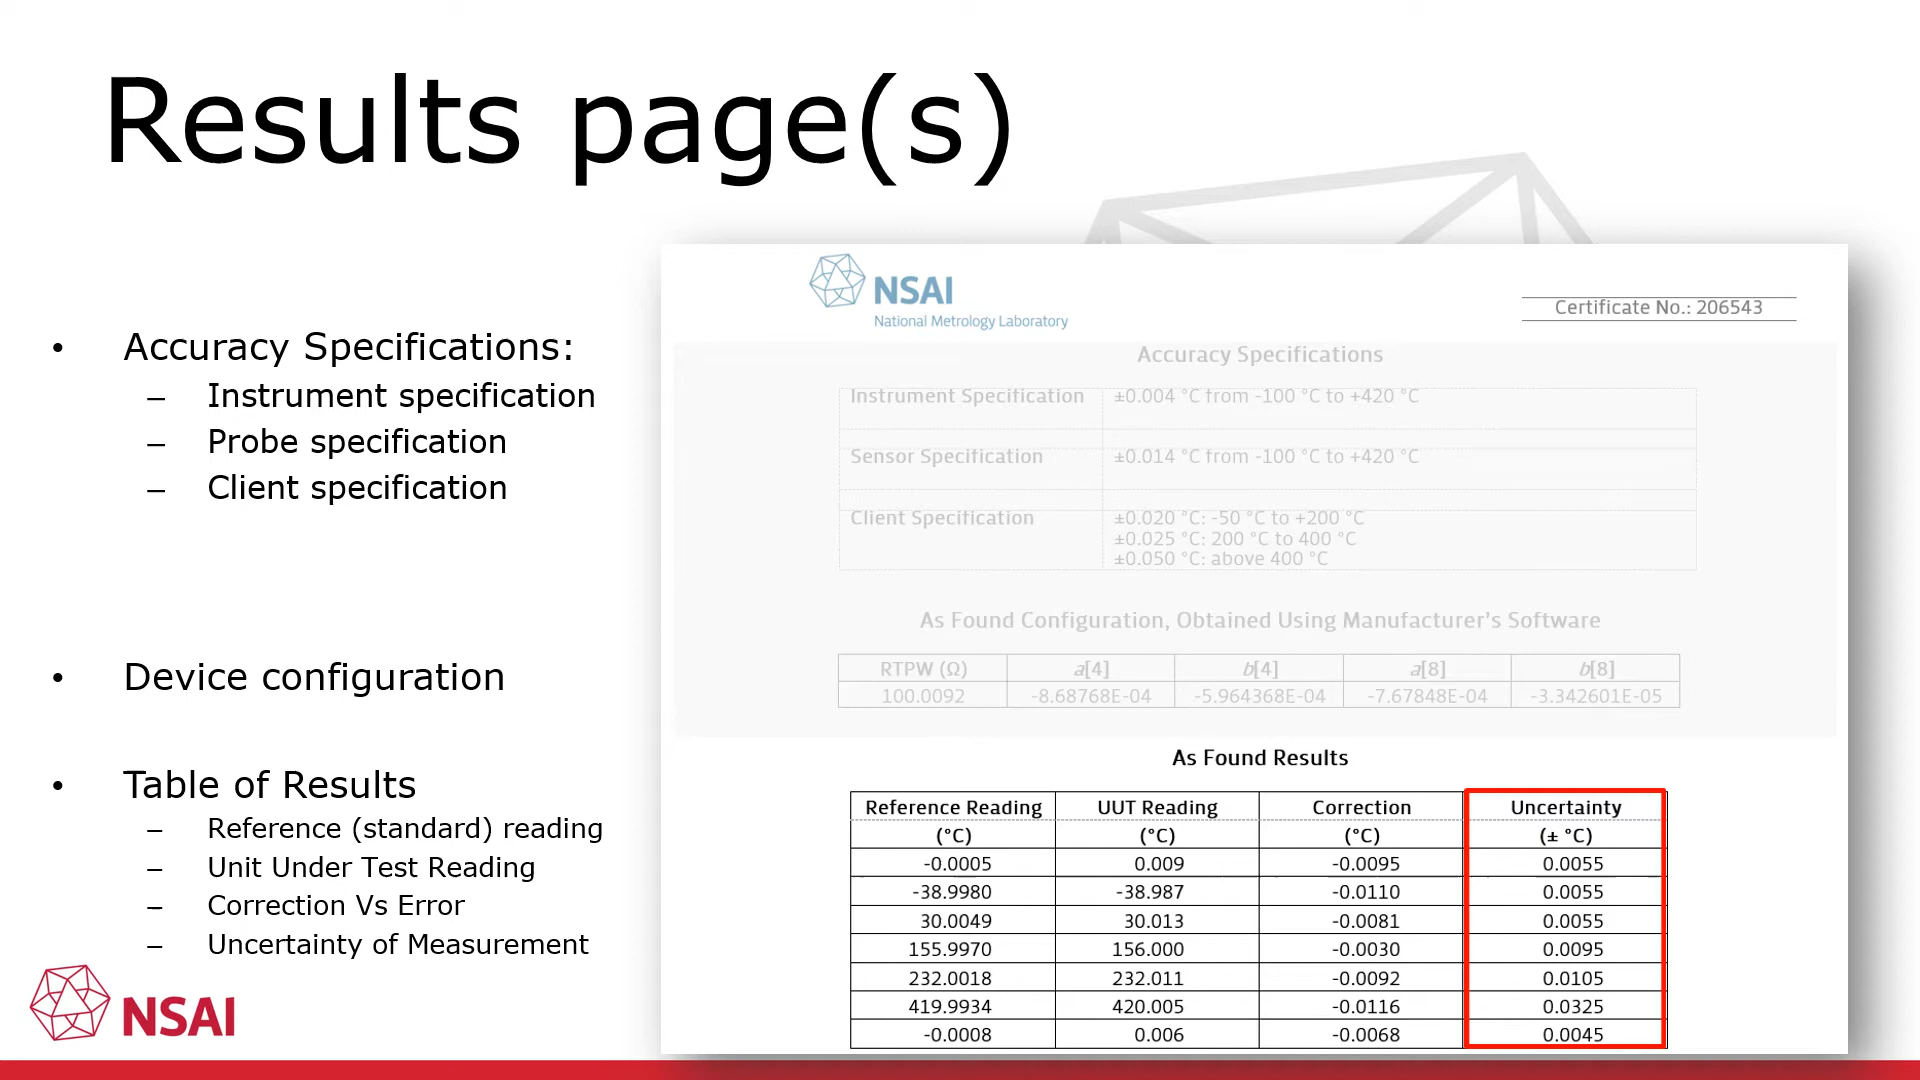 Results page(s)
• Accuracy Specifications:
– Instrument specification
– Probe specification
– Client specification
• Device configuration
• Table of Results
– Reference (standard) reading
– Unit Under Test Reading
– Correction Vs Error
– Uncertainty of Measurement
NSAI
NSAI
National Metrology Laboratory
Certificate No.: 206543
Accuracy Specifications
Instrument Specification ±0.004 °C from -100 °C to +420 °C
Sensor Specification ±0.014 °C from -100 °C to +420 °C
Client Specification ±0.020 °C: -50 °C to +200 °C
±0.025 °C: 200 °C to 400 °C
±0.050 °C: above 400 °C
As Found Configuration, Obtained Using Manufacturer's Software
RTPW (Ω) a[4] b[4] a[8] b[8]
100.0092 -8.68768E-04 -5.964368E-04 -7.67848E-04 -3.342601E-05
As Found Results
Reference Reading UUT Reading Correction Uncertainty
(°C) (°C) (°C) (± °C)
-0.0005 0.009 -0.0095 0.0055
-38.9980 -38.987 -0.0110 0.0055
30.0049 30.013 -0.0081 0.0055
155.9970 156.000 -0.0030 0.0095
232.0018 232.011 -0.0092 0.0105
419.9934 420.005 -0.0116 0.0325
-0.0008 0.006 -0.0068 0.0045